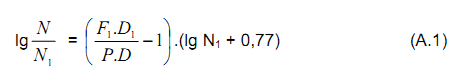 lg N/N₁ = (F₁.D₁/P.D − 1).(lg N₁ + 0,77) (A.1)